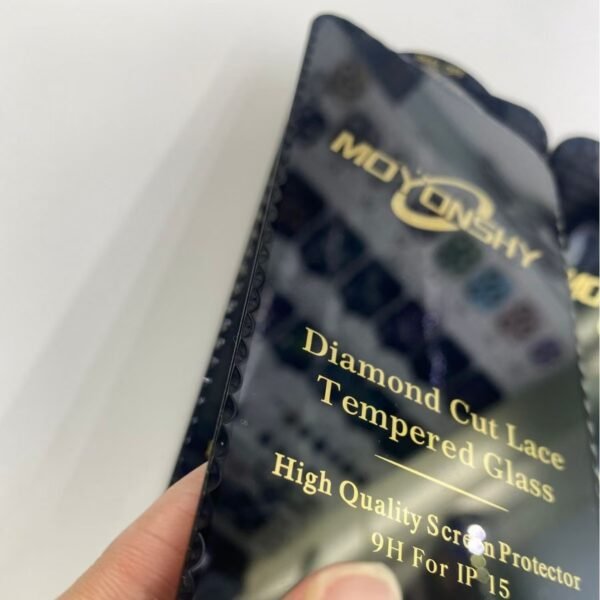 MOYONSHY
Diamond Cut Lace
Tempered Glass
High Quality Screen Protector
9H For IP 15